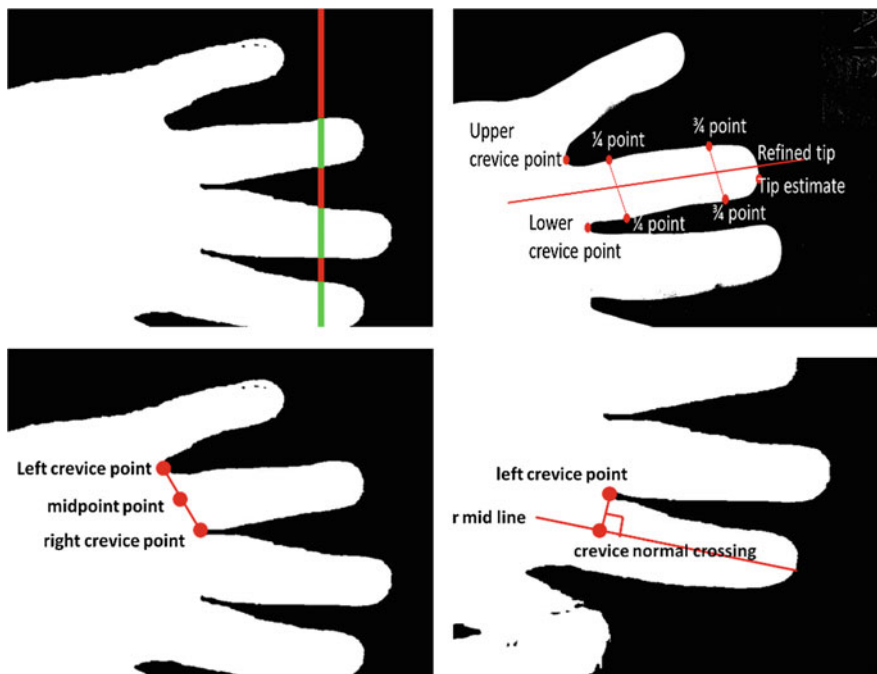 Upper
crevice point
¼ point
¾ point
Refined tip
Tip estimate
Lower
crevice point
¼ point
¾ point
Left crevice point
midpoint point
right crevice point
left crevice point
r mid line
crevice normal crossing